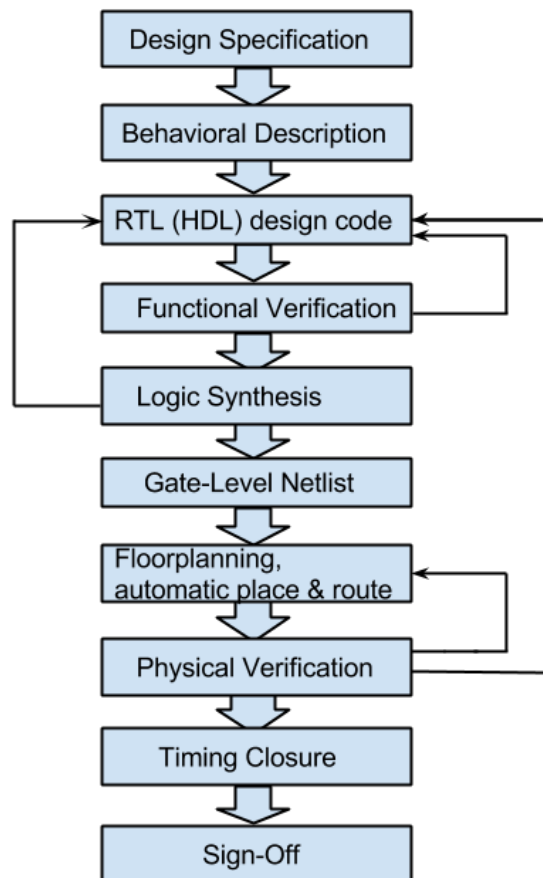 Design Specification
Behavioral Description
RTL (HDL) design code
Functional Verification
Logic Synthesis
Gate-Level Netlist
Floorplanning,
automatic place & route
Physical Verification
Timing Closure
Sign-Off